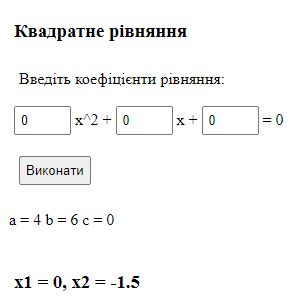 Квадратне рівняння
Введіть коефіцієнти рівняння:
0 x^2 + 0 x + 0 = 0
Виконати
a = 4 b = 6 c = 0
x1 = 0, x2 = -1.5